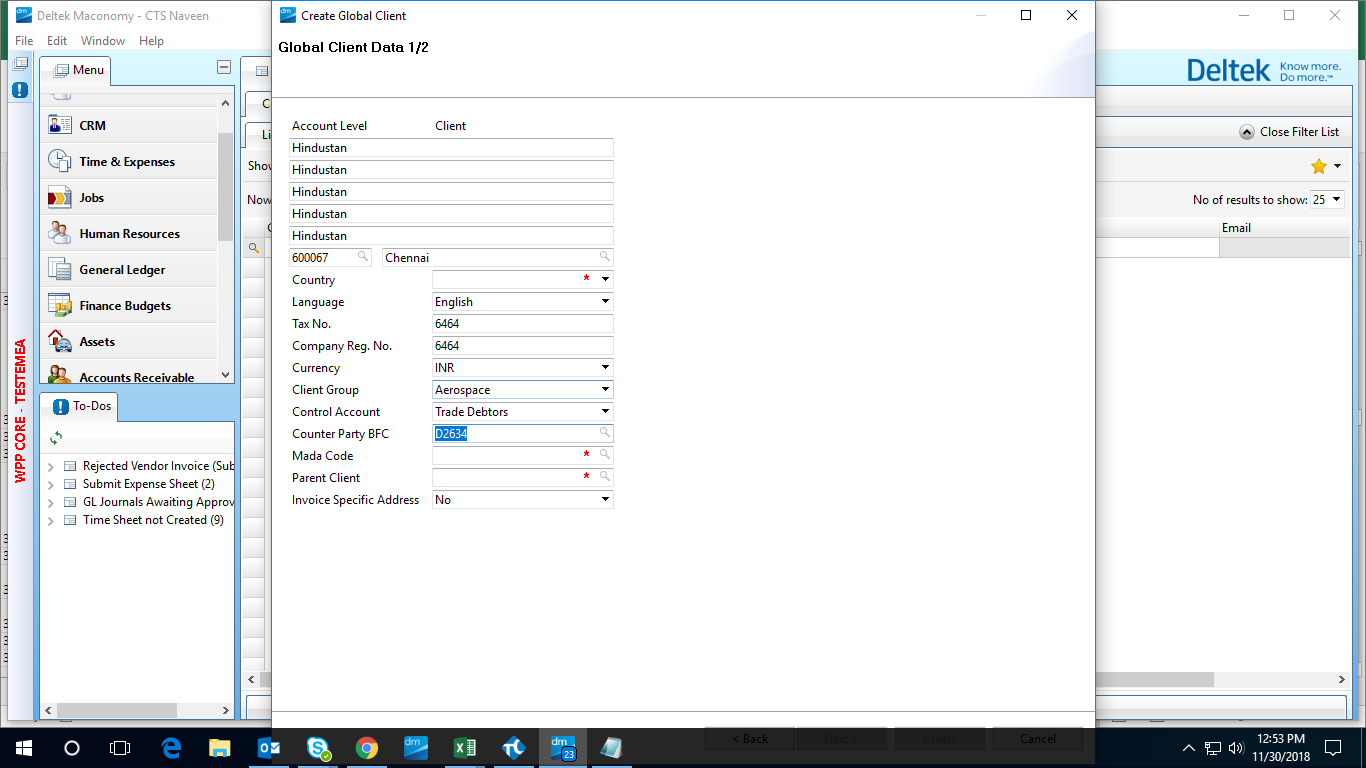 Deltek Maconomy - CTS Naveen
File Edit Window Help
Menu
CRM
Time & Expenses
Jobs
Human Resources
General Ledger
Finance Budgets
Assets
Accounts Receivable
WPP CORE - TESTEMEA
To-Dos
Rejected Vendor Invoice (Sub
Submit Expense Sheet (2)
GL Journals Awaiting Approv
Time Sheet not Created (9)
Create Global Client
Global Client Data 1/2
Account Level Client
Hindustan
Hindustan
Hindustan
Hindustan
Hindustan
600067 Chennai
Country *
Language English
Tax No. 6464
Company Reg. No. 6464
Currency INR
Client Group Aerospace
Control Account Trade Debtors
Counter Party BFC D2634
Mada Code *
Parent Client *
Invoice Specific Address No
< Back Next > Create Cancel
Deltek Know more.
Do more.™
Close Filter List
No of results to show: 25
Email
Li
Show
Now
23
12:53 PM
11/30/2018